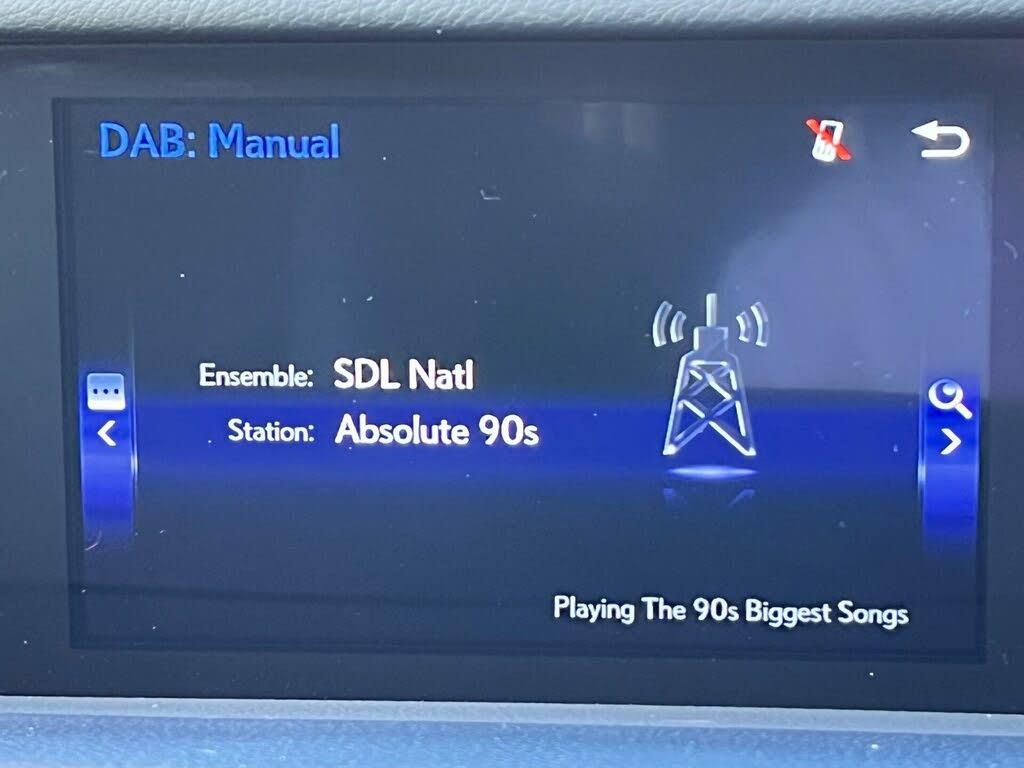 DAB: Manual
Ensemble: SDL Natl
Station: Absolute 90s
Playing The 90s Biggest Songs